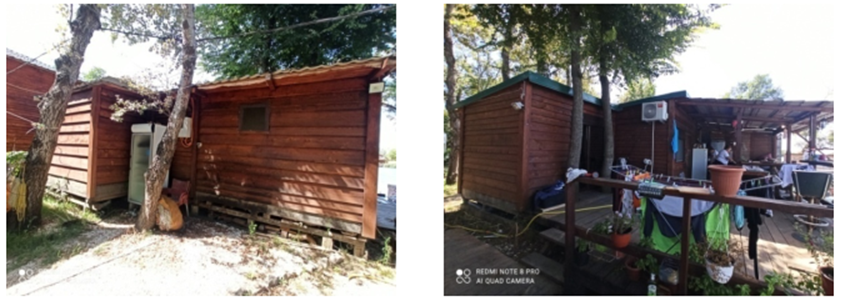 REDMI NOTE 8 PRO
AI QUAD CAMERA